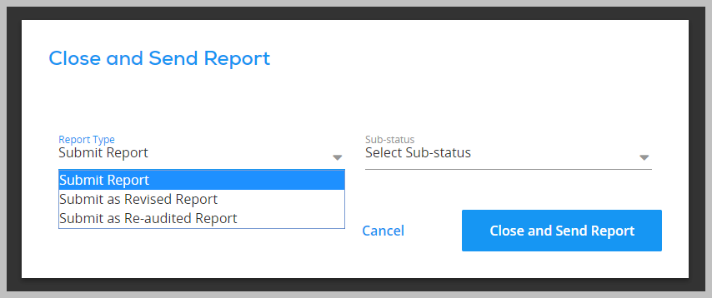 Close and Send Report
Report Type
Submit Report
Sub-status
Select Sub-status
Submit Report
Submit as Revised Report
Submit as Re-audited Report
Cancel
Close and Send Report